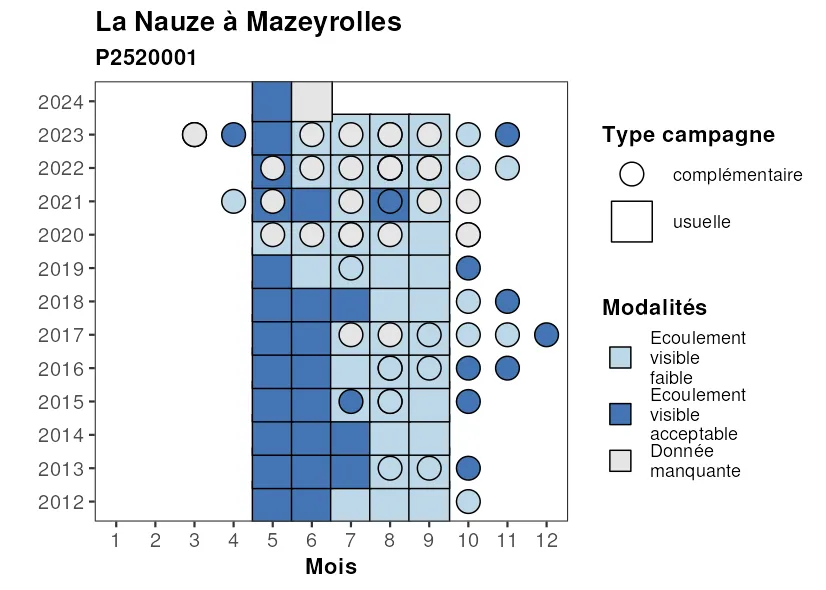 La Nauze à Mazeyrolles
P2520001
2024
2023
2022
2021
2020
2019
2018
2017
2016
2015
2014
2013
2012
1 2 3 4 5 6 7 8 9 10 11 12
Mois
Type campagne
complémentaire
usuelle
Modalités
Ecoulement
visible
faible
Ecoulement
visible
acceptable
Donnée
manquante